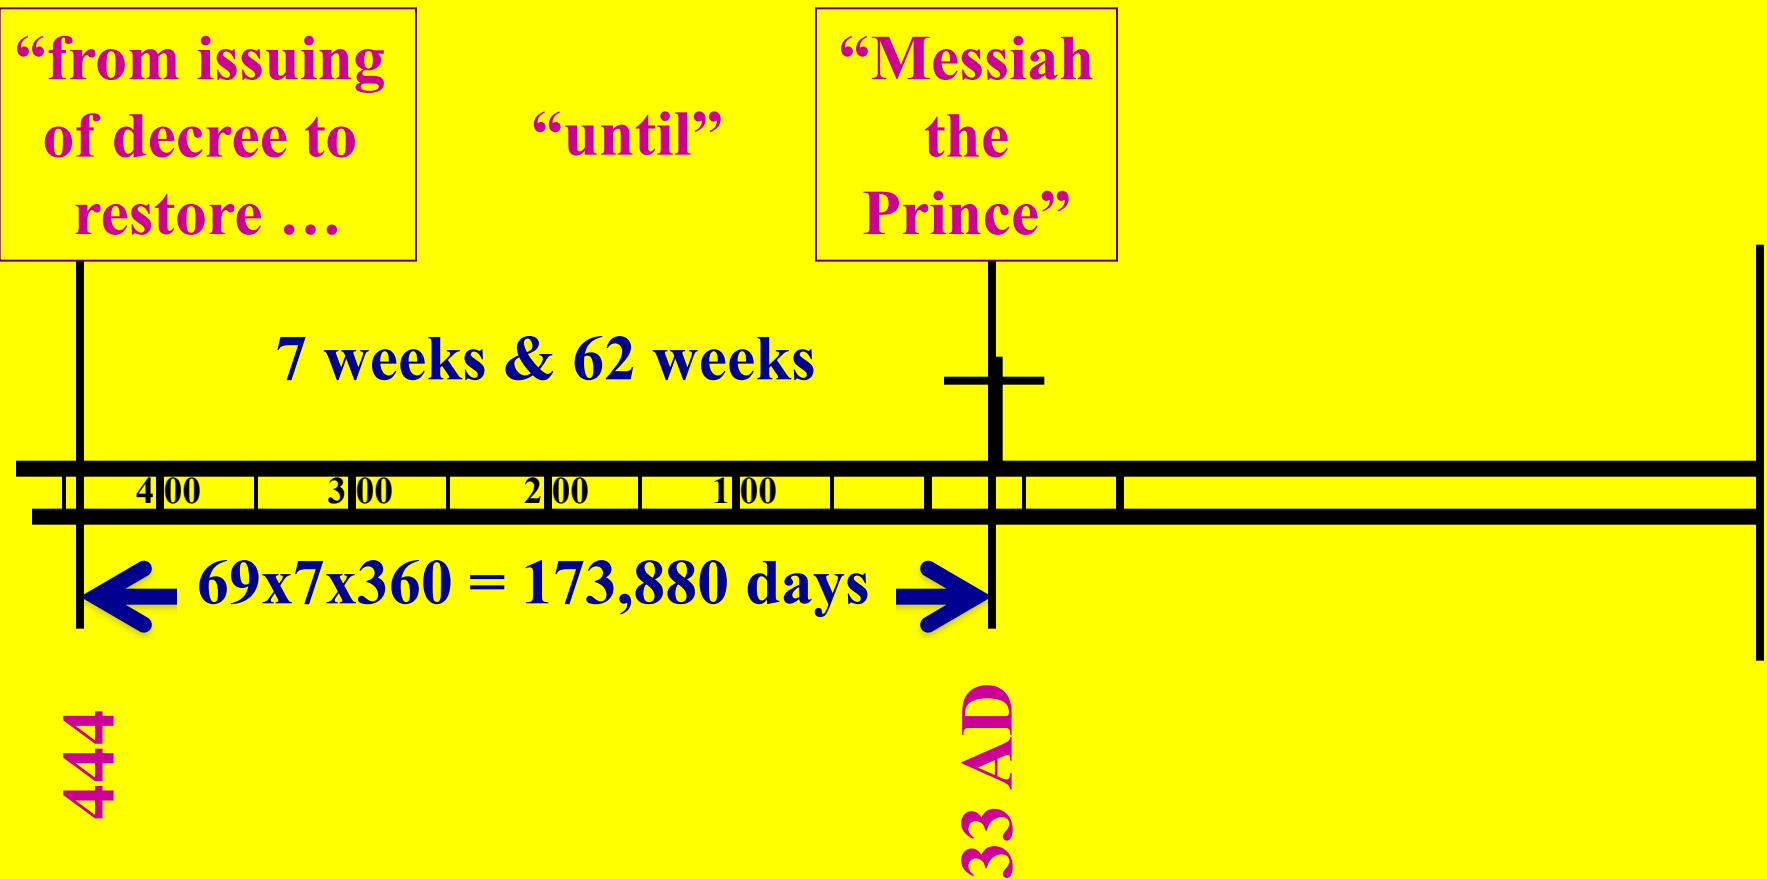 “from issuing
of decree to
restore …
“until”
“Messiah
the
Prince”
7 weeks & 62 weeks
400 300 200 100
69x7x360 = 173,880 days
444
33 AD